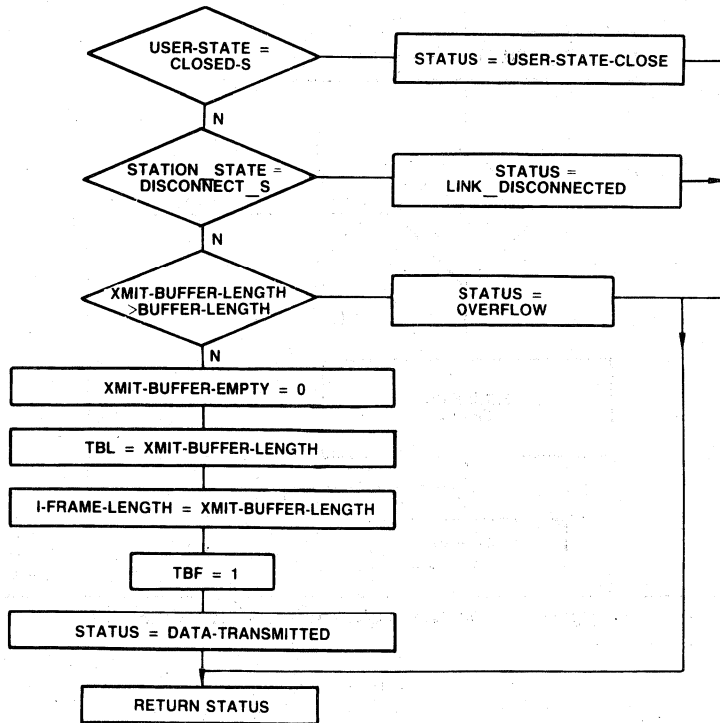 USER-STATE =
CLOSED-S
STATUS = USER-STATE-CLOSE
N
STATION_STATE =
DISCONNECT_S
STATUS =
LINK_DISCONNECTED
N
XMIT-BUFFER-LENGTH
>BUFFER-LENGTH
STATUS =
OVERFLOW
N
XMIT-BUFFER-EMPTY = 0
TBL = XMIT-BUFFER-LENGTH
I-FRAME-LENGTH = XMIT-BUFFER-LENGTH
TBF = 1
STATUS = DATA-TRANSMITTED
RETURN STATUS